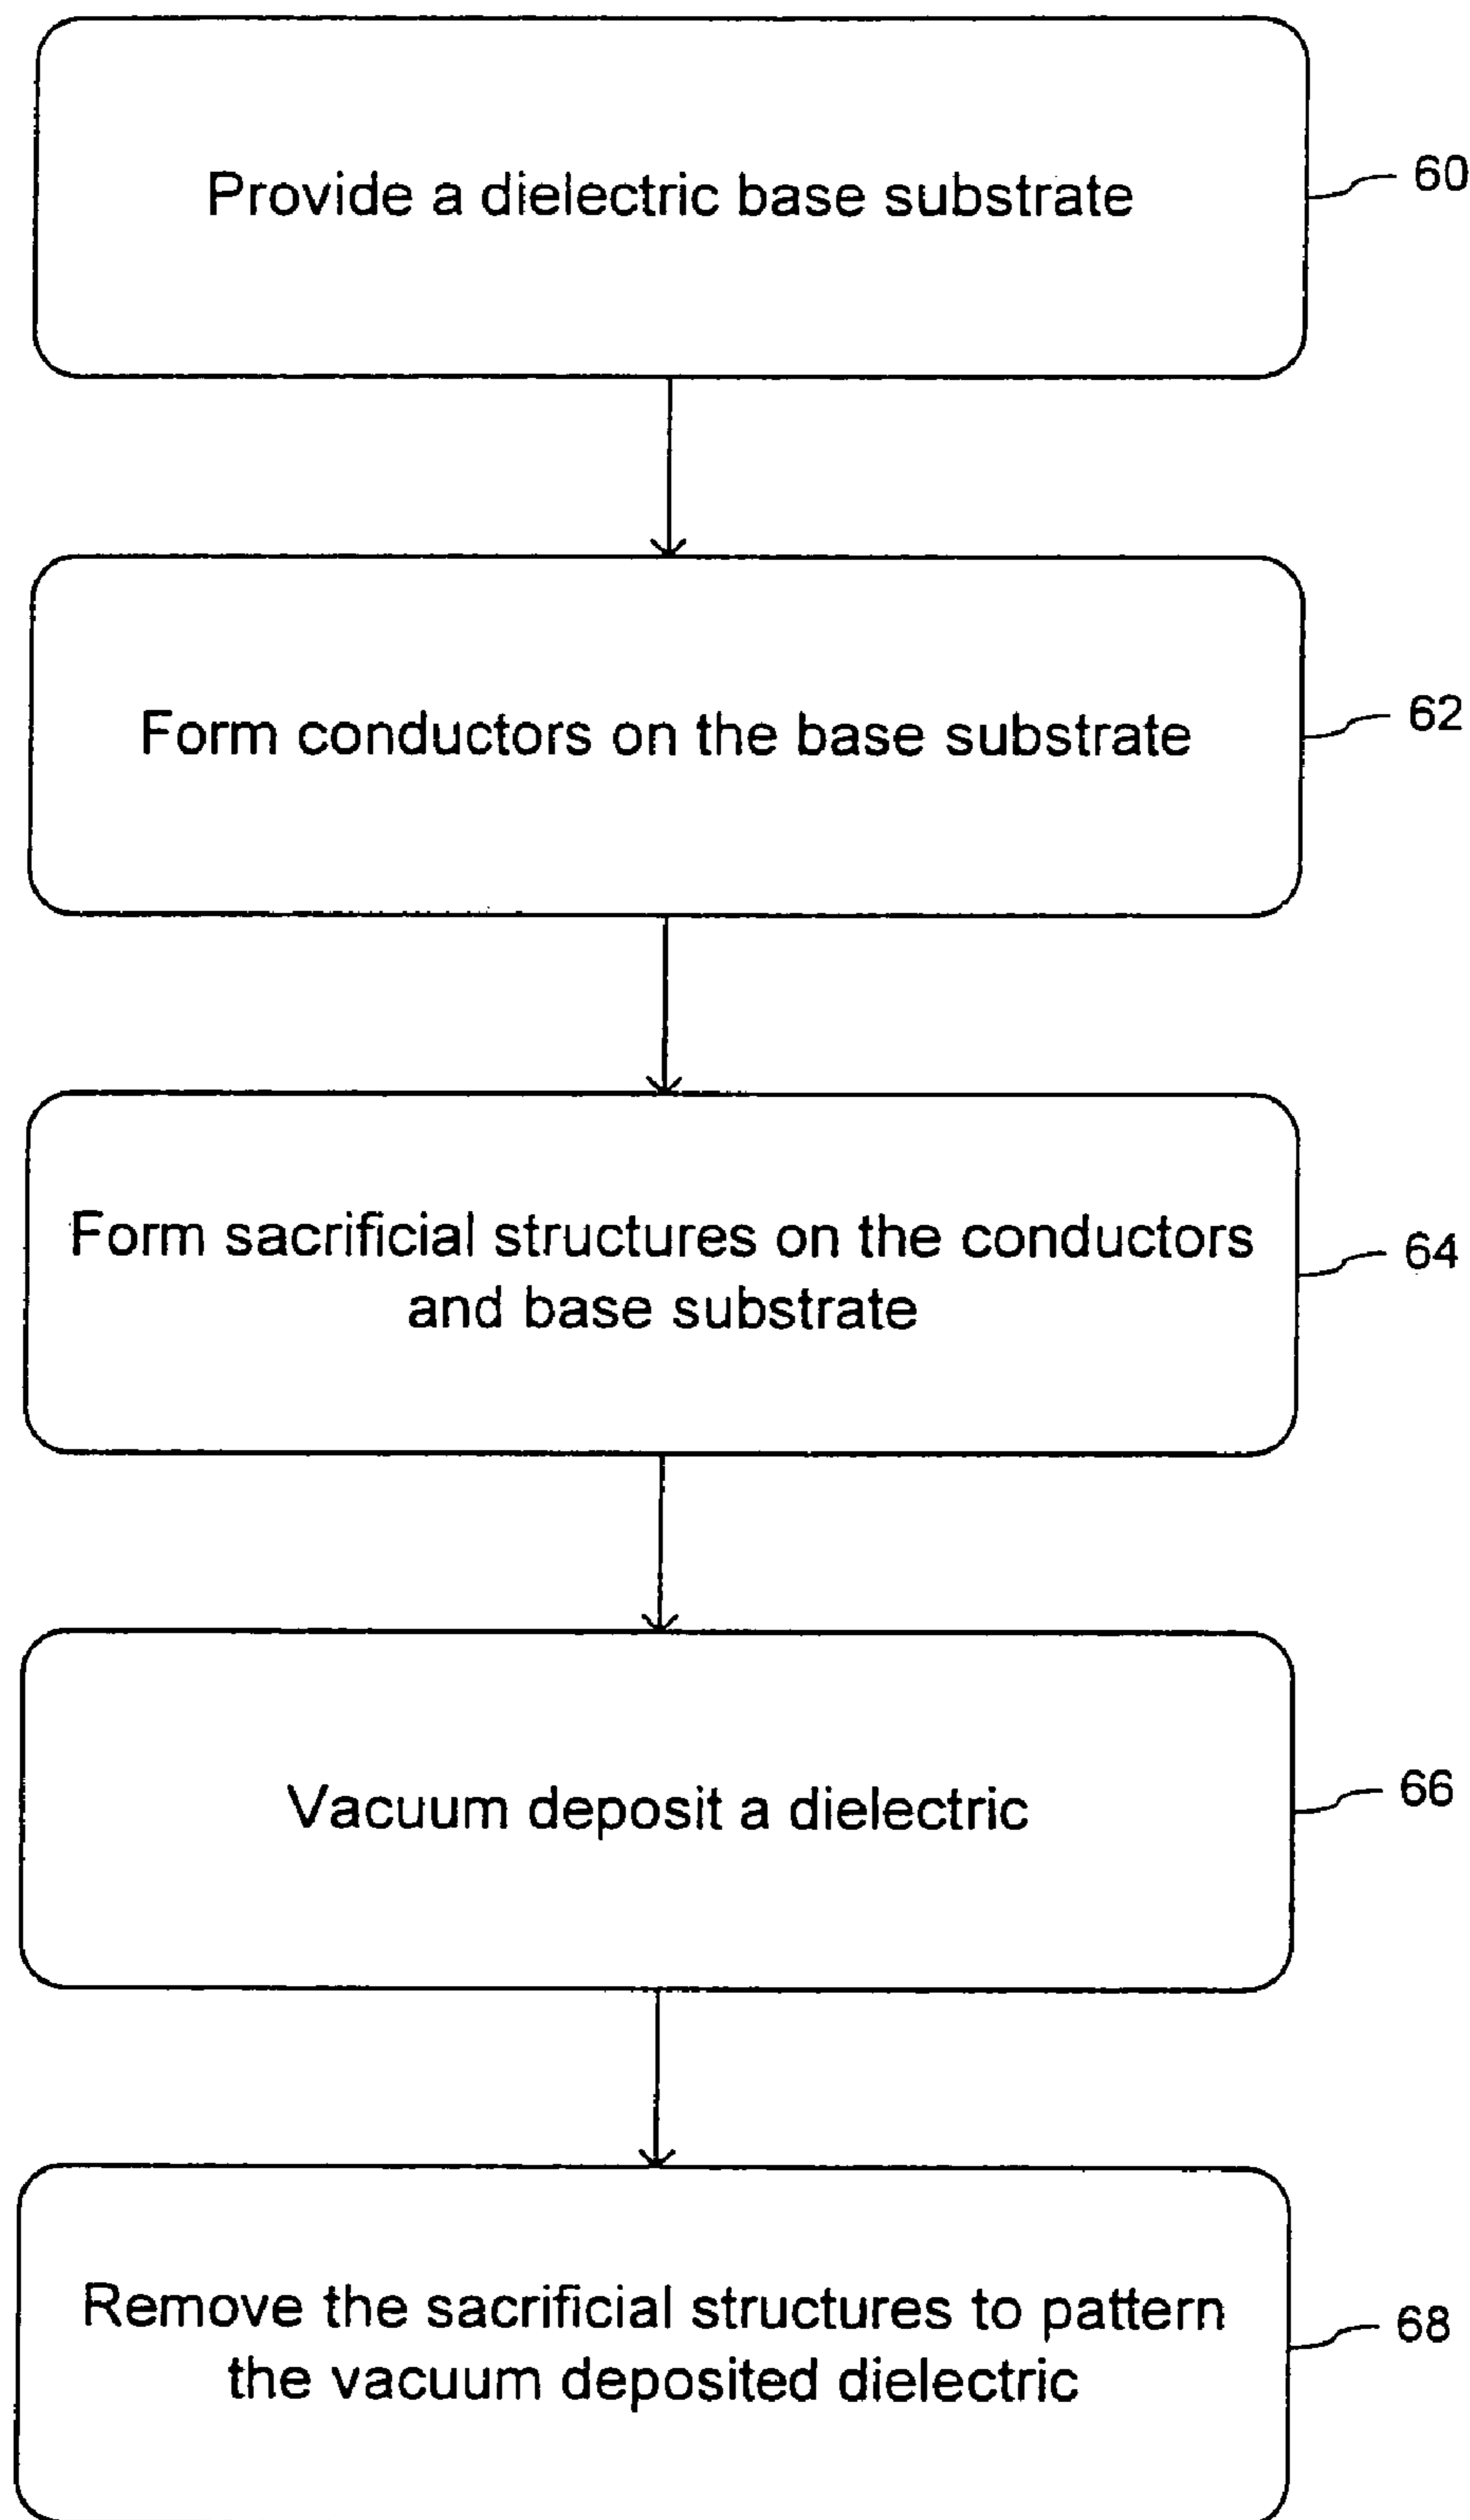 Provide a dielectric base substrate
60
Form conductors on the base substrate
62
Form sacrificial structures on the conductors
and base substrate
64
Vacuum deposit a dielectric
66
Remove the sacrificial structures to pattern
the vacuum deposited dielectric
68